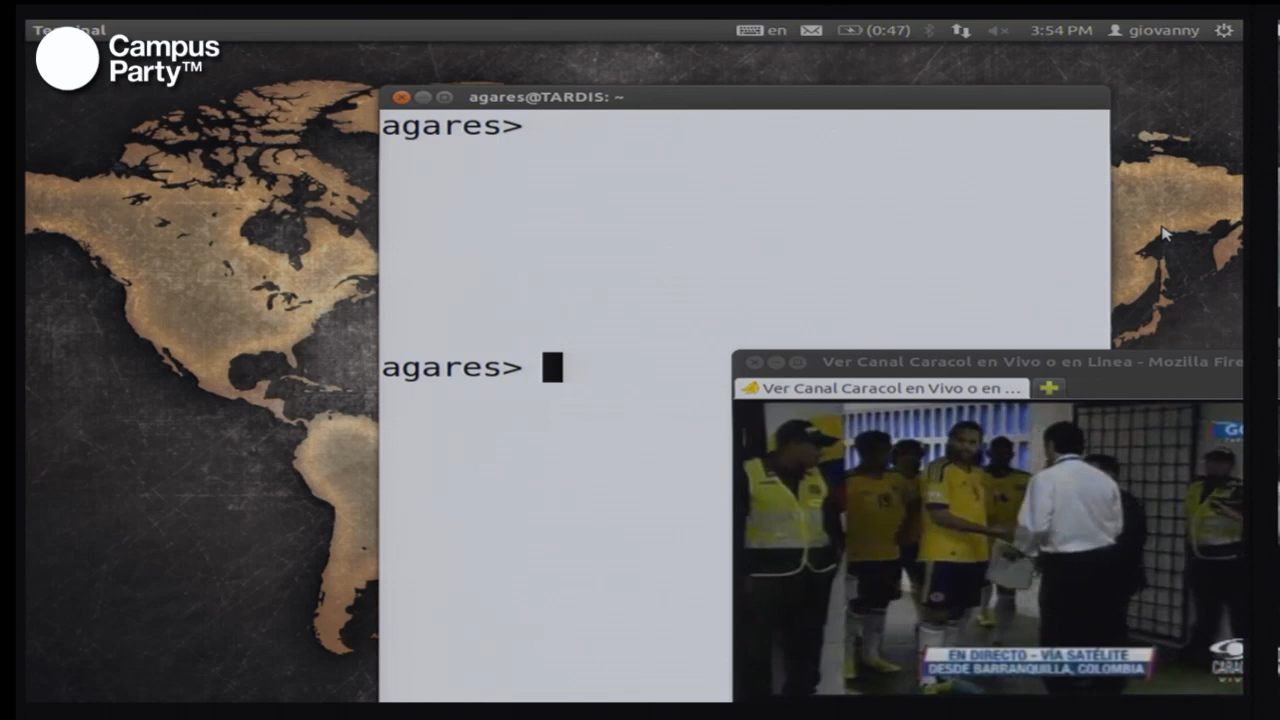 Terminal
en
(0:47)
3:54 PM
giovanny
Campus
Party™
agares@TARDIS: ~
agares>
agares>
Ver Canal Caracol en Vivo o en Linea - Mozilla Fire
Ver Canal Caracol en Vivo o en ...
EN DIRECTO - VÍA SATÉLITE
DESDE BARRANQUILLA, COLOMBIA